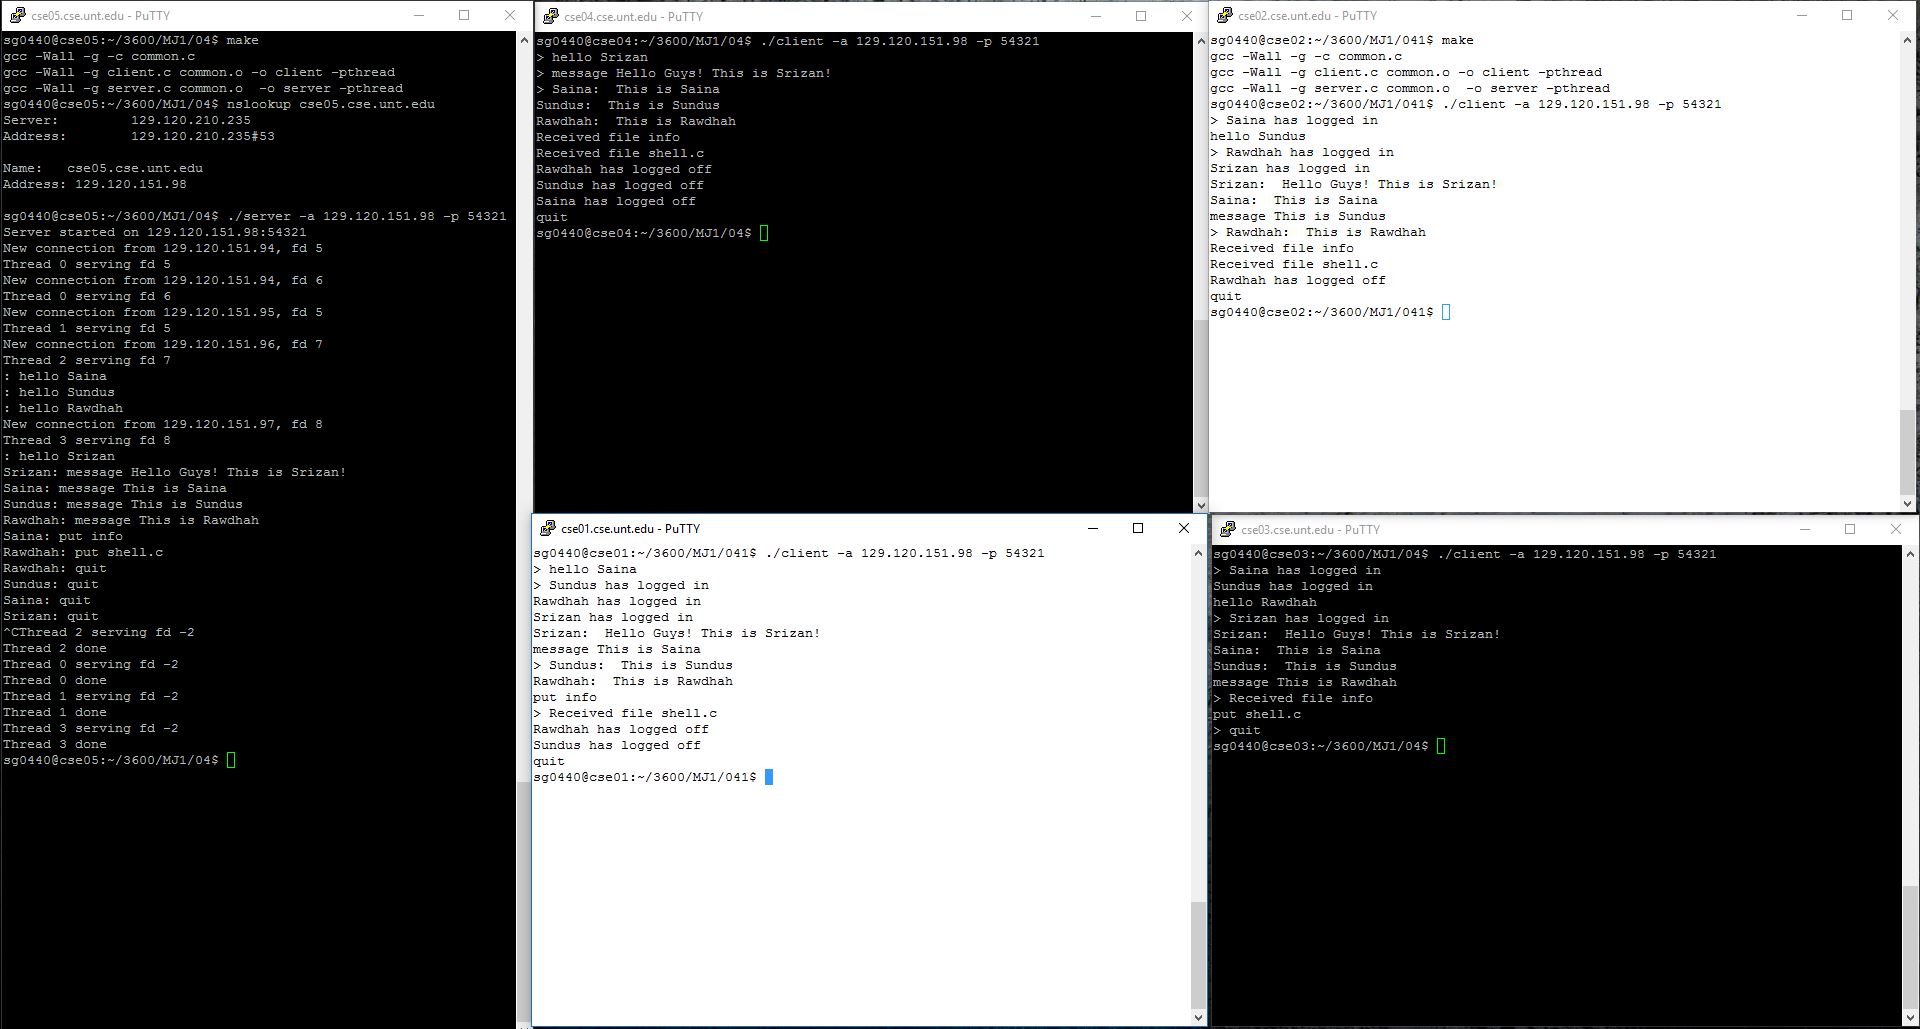 cse05.cse.unt.edu - PuTTY
sg0440@cse05:~/3600/MJ1/04$ make
gcc -Wall -g -c common.c
gcc -Wall -g client.c common.o -o client -pthread
gcc -Wall -g server.c common.o  -o server -pthread
sg0440@cse05:~/3600/MJ1/04$ nslookup cse05.cse.unt.edu
Server:         129.120.210.235
Address:        129.120.210.235#53
Name:   cse05.cse.unt.edu
Address: 129.120.151.98
sg0440@cse05:~/3600/MJ1/04$ ./server -a 129.120.151.98 -p 54321
Server started on 129.120.151.98:54321
New connection from 129.120.151.94, fd 5
Thread 0 serving fd 5
New connection from 129.120.151.94, fd 6
Thread 0 serving fd 6
New connection from 129.120.151.95, fd 5
Thread 1 serving fd 5
New connection from 129.120.151.96, fd 7
Thread 2 serving fd 7
: hello Saina
: hello Sundus
: hello Rawdhah
New connection from 129.120.151.97, fd 8
Thread 3 serving fd 8
: hello Srizan
Srizan: message Hello Guys! This is Srizan!
Saina: message This is Saina
Sundus: message This is Sundus
Rawdhah: message This is Rawdhah
Saina: put info
Rawdhah: put shell.c
Rawdhah: quit
Sundus: quit
Saina: quit
Srizan: quit
^CThread 2 serving fd -2
Thread 2 done
Thread 0 serving fd -2
Thread 0 done
Thread 1 serving fd -2
Thread 1 done
Thread 3 serving fd -2
Thread 3 done
sg0440@cse05:~/3600/MJ1/04$
cse04.cse.unt.edu - PuTTY
sg0440@cse04:~/3600/MJ1/04$ ./client -a 129.120.151.98 -p 54321
> hello Srizan
> message Hello Guys! This is Srizan!
> Saina:  This is Saina
Sundus:  This is Sundus
Rawdhah:  This is Rawdhah
Received file info
Received file shell.c
Rawdhah has logged off
Sundus has logged off
Saina has logged off
quit
sg0440@cse04:~/3600/MJ1/04$
cse02.cse.unt.edu - PuTTY
sg0440@cse02:~/3600/MJ1/041$ make
gcc -Wall -g -c common.c
gcc -Wall -g client.c common.o -o client -pthread
gcc -Wall -g server.c common.o  -o server -pthread
sg0440@cse02:~/3600/MJ1/041$ ./client -a 129.120.151.98 -p 54321
> Saina has logged in
hello Sundus
> Rawdhah has logged in
Srizan has logged in
Srizan:  Hello Guys! This is Srizan!
Saina:  This is Saina
message This is Sundus
> Rawdhah:  This is Rawdhah
Received file info
Received file shell.c
Rawdhah has logged off
quit
sg0440@cse02:~/3600/MJ1/041$
cse01.cse.unt.edu - PuTTY
sg0440@cse01:~/3600/MJ1/041$ ./client -a 129.120.151.98 -p 54321
> hello Saina
> Sundus has logged in
Rawdhah has logged in
Srizan has logged in
Srizan:  Hello Guys! This is Srizan!
message This is Saina
> Sundus:  This is Sundus
Rawdhah:  This is Rawdhah
put info
> Received file shell.c
Rawdhah has logged off
Sundus has logged off
quit
sg0440@cse01:~/3600/MJ1/041$
cse03.cse.unt.edu - PuTTY
sg0440@cse03:~/3600/MJ1/04$ ./client -a 129.120.151.98 -p 54321
> Saina has logged in
Sundus has logged in
hello Rawdhah
> Srizan has logged in
Srizan:  Hello Guys! This is Srizan!
Saina:  This is Saina
Sundus:  This is Sundus
message This is Rawdhah
> Received file info
put shell.c
> quit
sg0440@cse03:~/3600/MJ1/04$